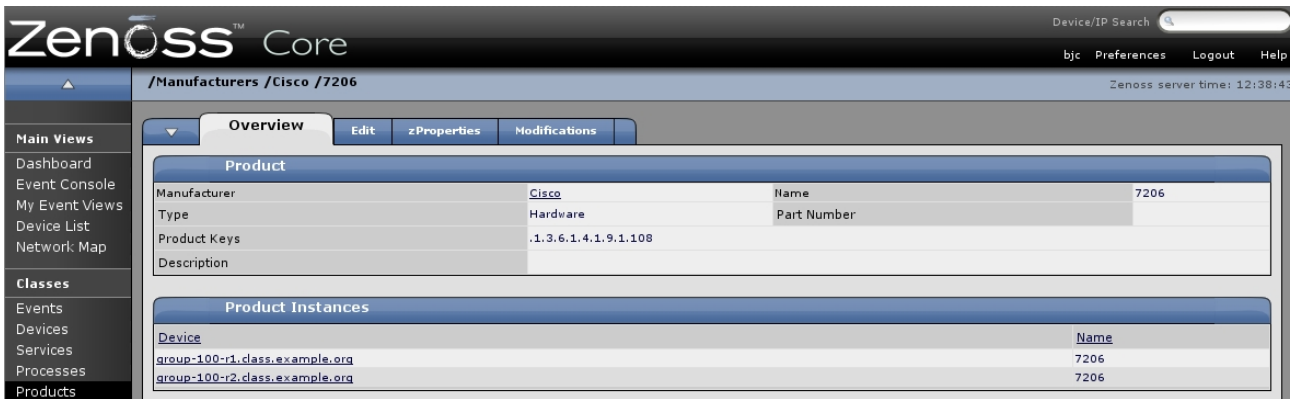 Zenoss™ Core
Device/IP Search
bjc Preferences Logout Help
/Manufacturers /Cisco /7206
Zenoss server time: 12:38:43
Main Views
Dashboard
Event Console
My Event Views
Device List
Network Map
Classes
Events
Devices
Services
Processes
Products
Overview Edit zProperties Modifications
Product
Manufacturer Cisco Name 7206
Type Hardware Part Number
Product Keys .1.3.6.1.4.1.9.1.108
Description
Product Instances
Device Name
group-100-r1.class.example.org 7206
group-100-r2.class.example.org 7206